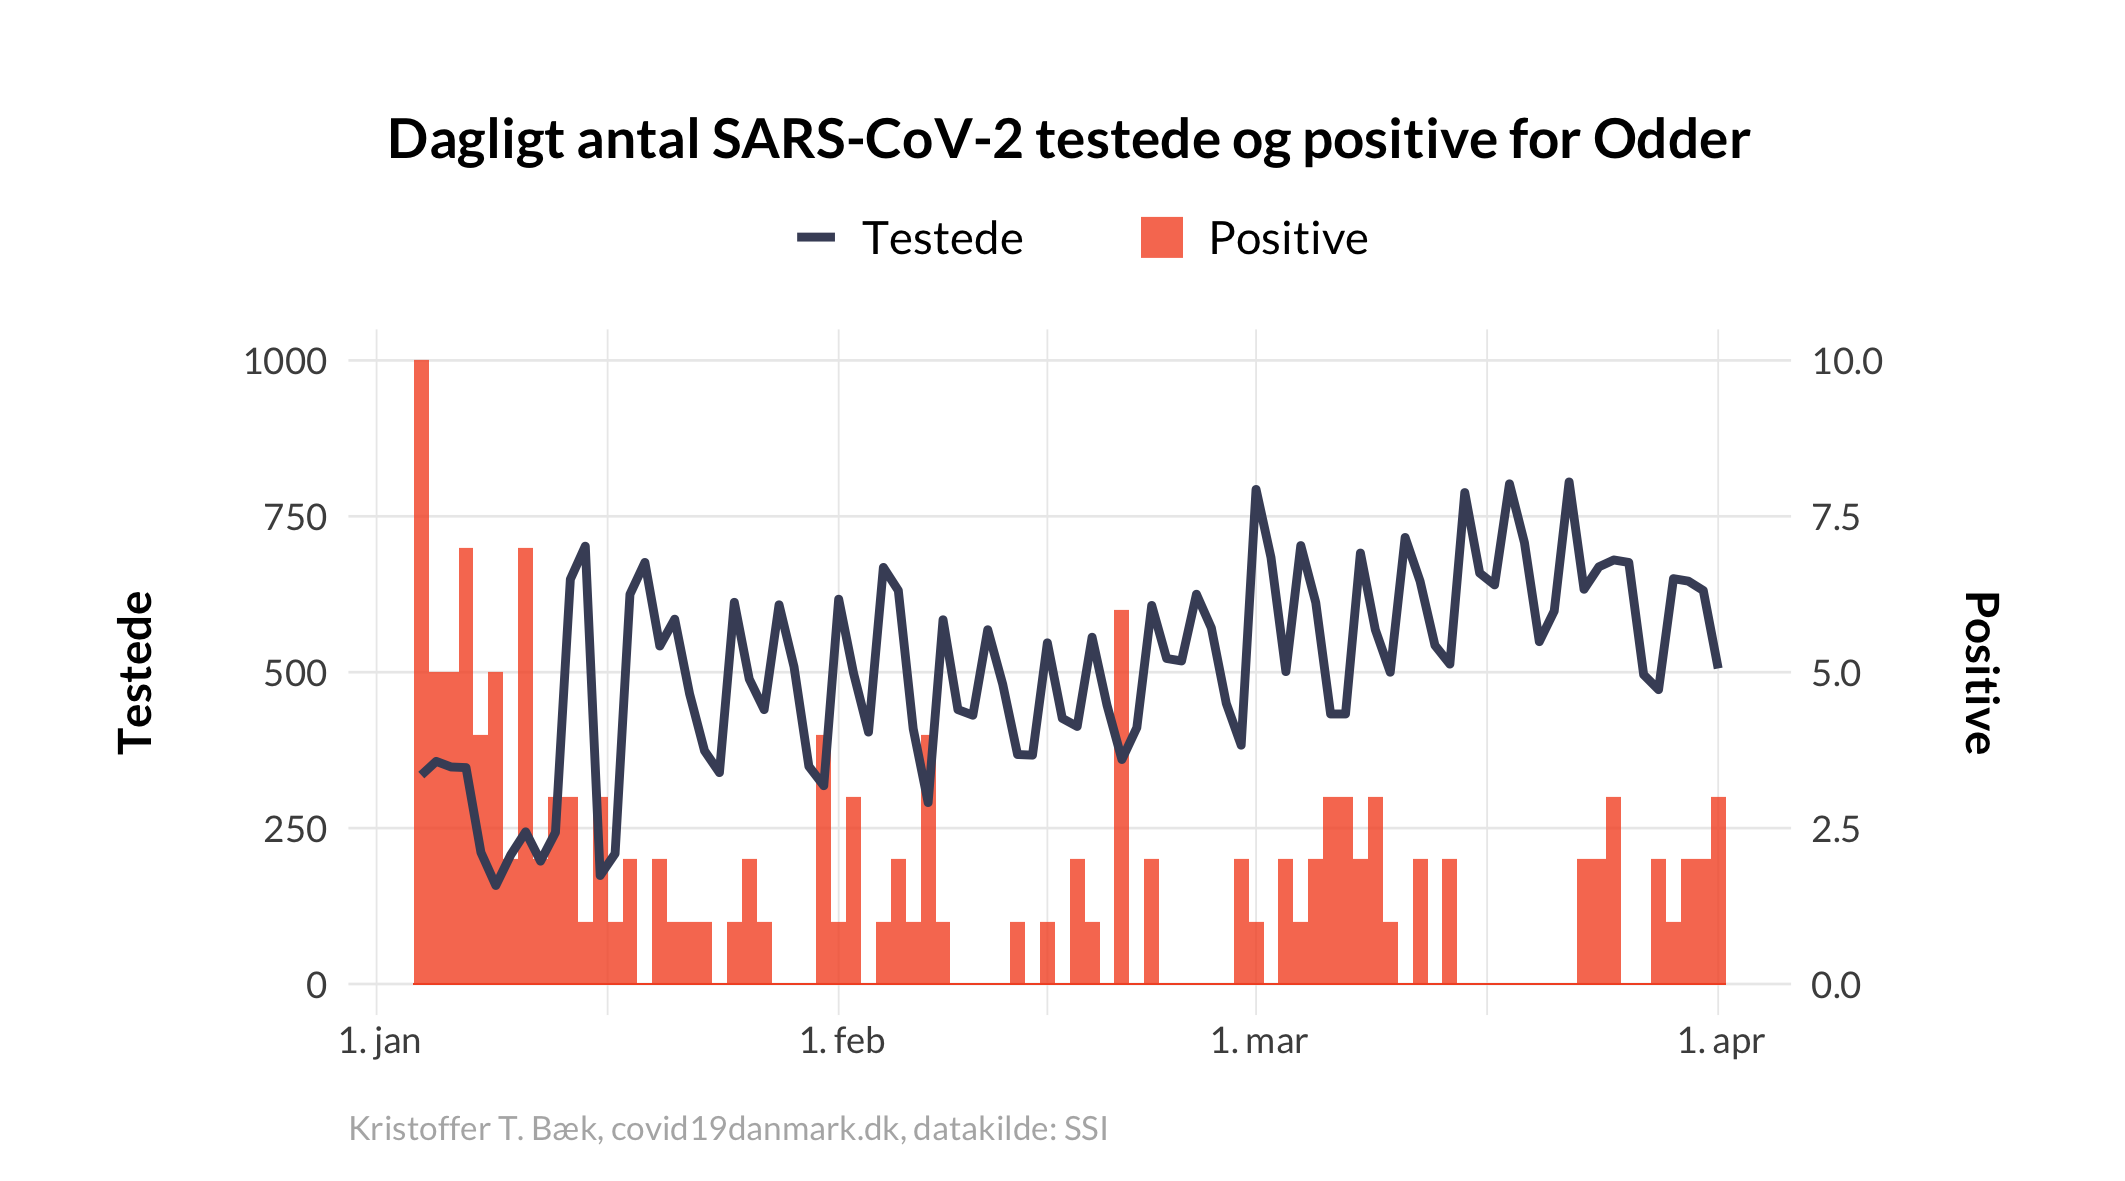 Dagligt antal SARS-CoV-2 testede og positive for Odder
Testede Positive
1000 10.0
750 7.5
500 5.0
250 2.5
0 0.0
Testede
Positive
1. jan 1. feb 1. mar 1. apr
Kristoffer T. Bæk, covid19danmark.dk, datakilde: SSI